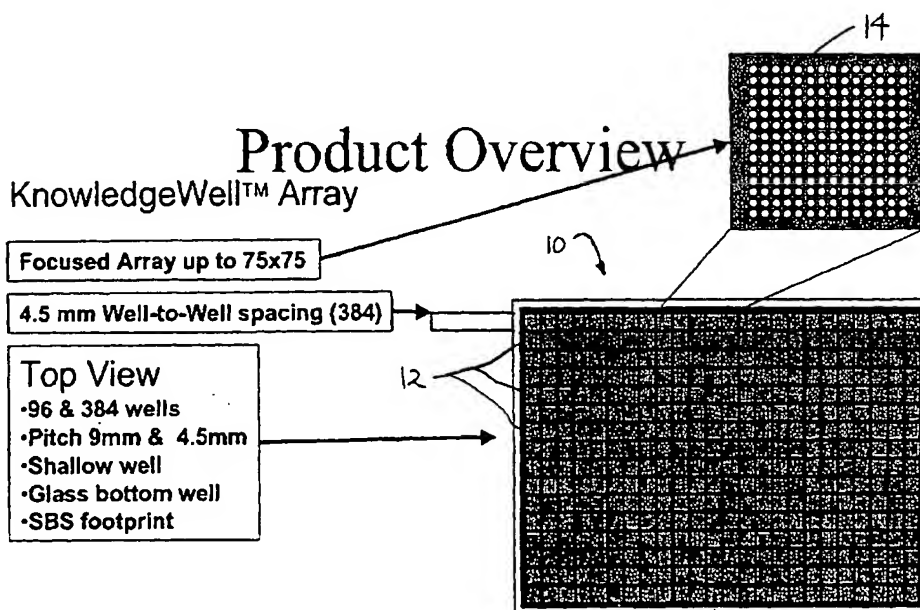 14
Product Overview
KnowledgeWell™ Array
Focused Array up to 75x75
10
4.5 mm Well-to-Well spacing (384)
Top View
•96 & 384 wells
•Pitch 9mm & 4.5mm
•Shallow well
•Glass bottom well
•SBS footprint
12